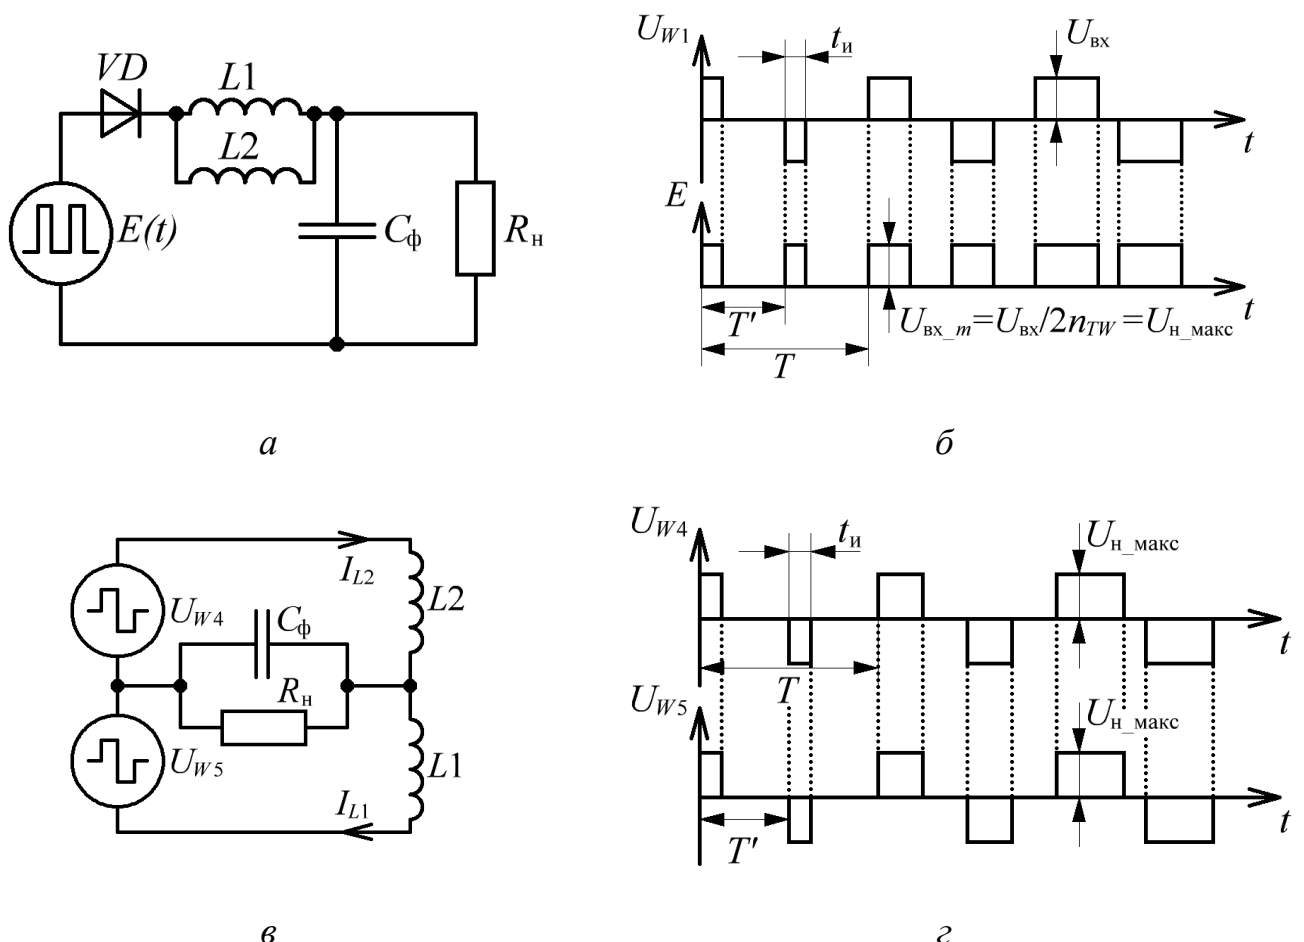 VD
L1
L2
E(t)
Cф
Rн
а
UW1
tи
Uвх
t
E
T'
Uвх_m=Uвх/2nTW=Uн_макс
t
T
б
UW4
IL2
L2
Cф
Rн
UW5
L1
IL1
в
UW4
tи
Uн_макс
t
T
UW5
Uн_макс
T'
t
г